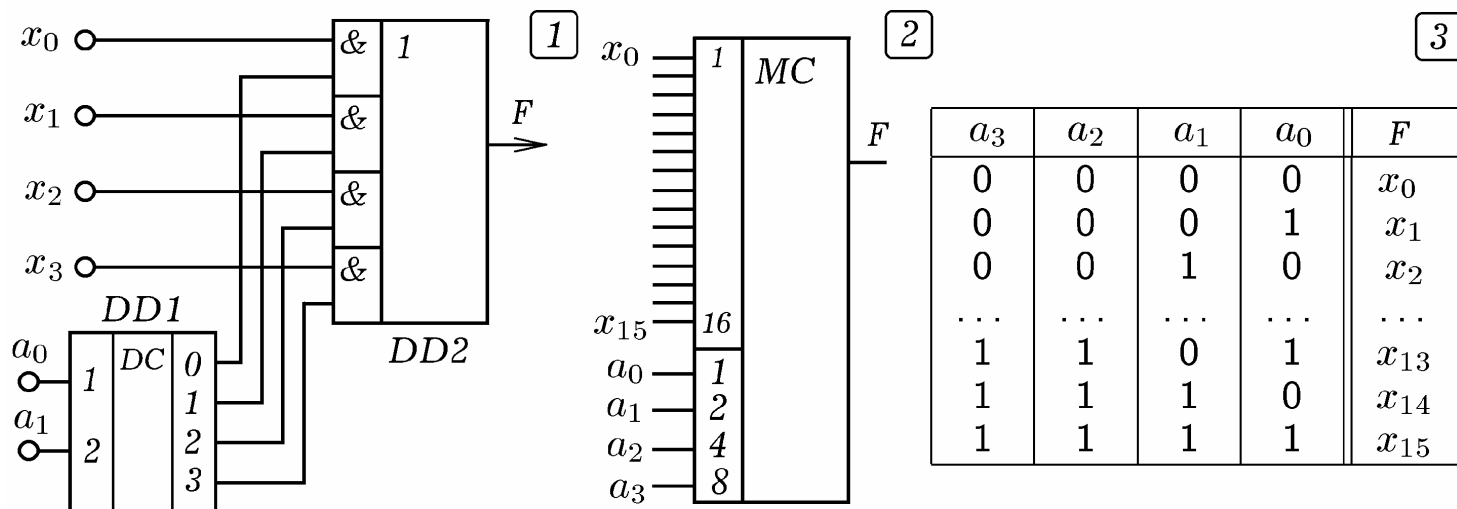 x₀ & 1
x₁ &
x₂ &
x₃ &
F
1
DD1
DD2
a₀ 1 DC 0
1
a₁ 2 2
3
x₀ 1 MC
F
x₁₅ 16
a₀ 1
a₁ 2
a₂ 4
a₃ 8
2
3
a₃ a₂ a₁ a₀ F
0 0 0 0 x₀
0 0 0 1 x₁
0 0 1 0 x₂
... ... ... ... ...
1 1 0 1 x₁₃
1 1 1 0 x₁₄
1 1 1 1 x₁₅